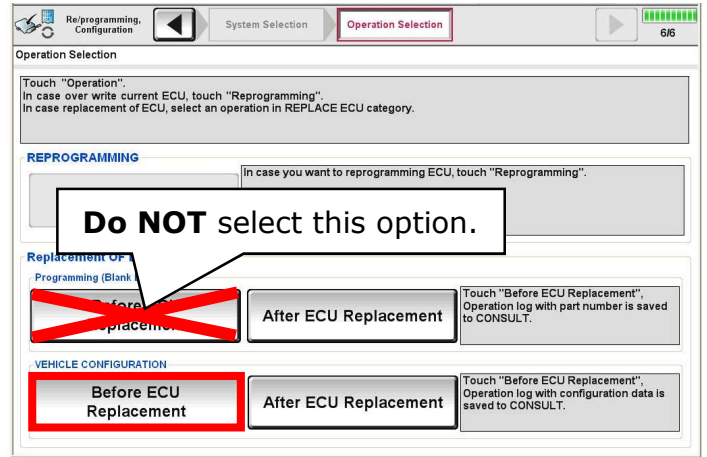 Re/programming,
Configuration
System Selection
Operation Selection
6/6
Operation Selection
Touch "Operation".
In case over write current ECU, touch "Reprogramming".
In case replacement of ECU, select an operation in REPLACE ECU category.
REPROGRAMMING
In case you want to reprogramming ECU, touch "Reprogramming".
Do NOT select this option.
Replacement OF
Programming (Blank
Before
Replacement
After ECU Replacement
Touch "Before ECU Replacement",
Operation log with part number is saved
to CONSULT.
VEHICLE CONFIGURATION
Before ECU
Replacement
After ECU Replacement
Touch "Before ECU Replacement",
Operation log with configuration data is
saved to CONSULT.